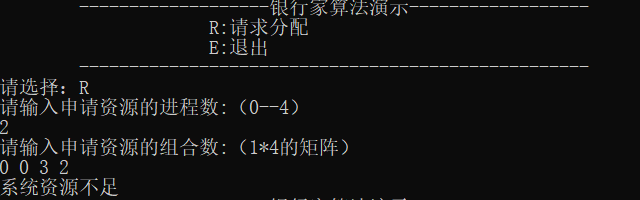 ------------------银行家算法演示------------------
R:请求分配
E:退出
---------------------------------------------------
请选择：R
请输入申请资源的进程数:（0--4）
2
请输入申请资源的组合数:（1*4的矩阵）
0 0 3 2
系统资源不足